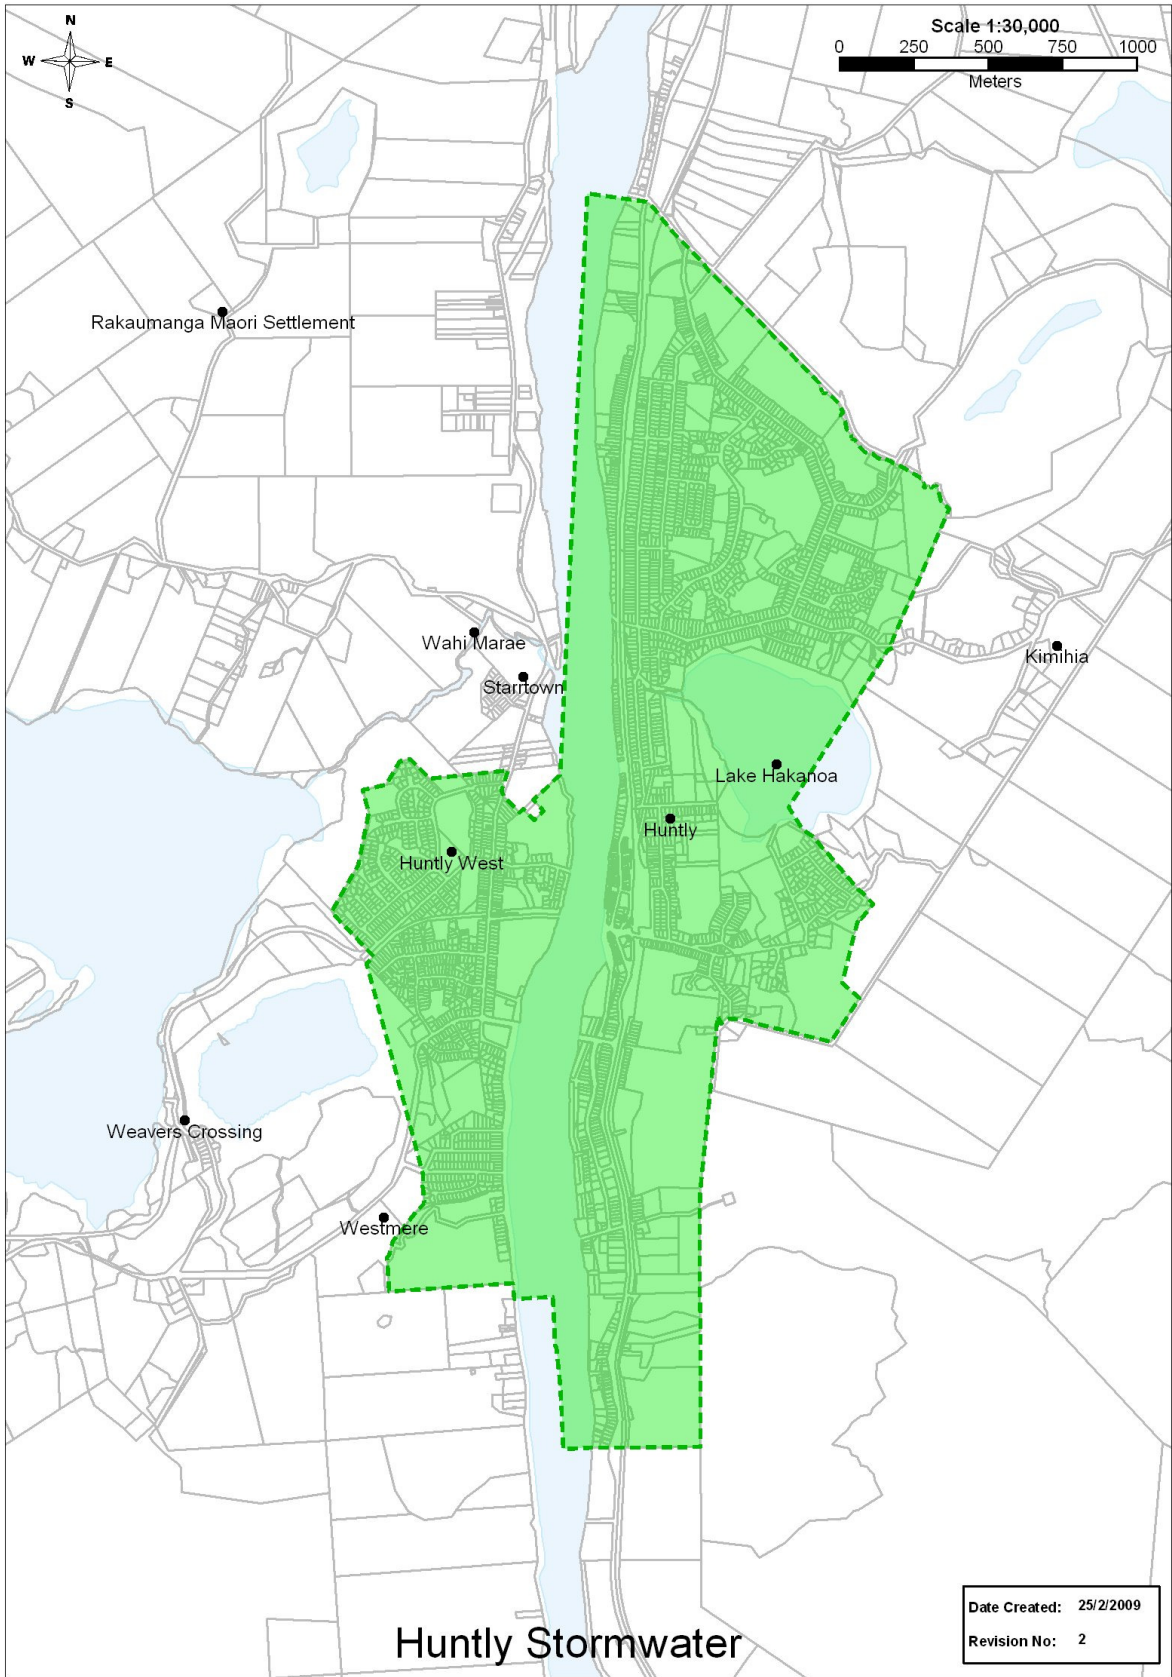 N
Scale 1:30,000
0 250 500 750 1000
W E
Meters
S
Rakaumanga Maori Settlement
Wahi Marae
Kimihia
Starrtown
Lake Hakanoa
Huntly
Huntly West
Weavers Crossing
Westmere
Date Created: 25/2/2009
Huntly Stormwater
Revision No: 2